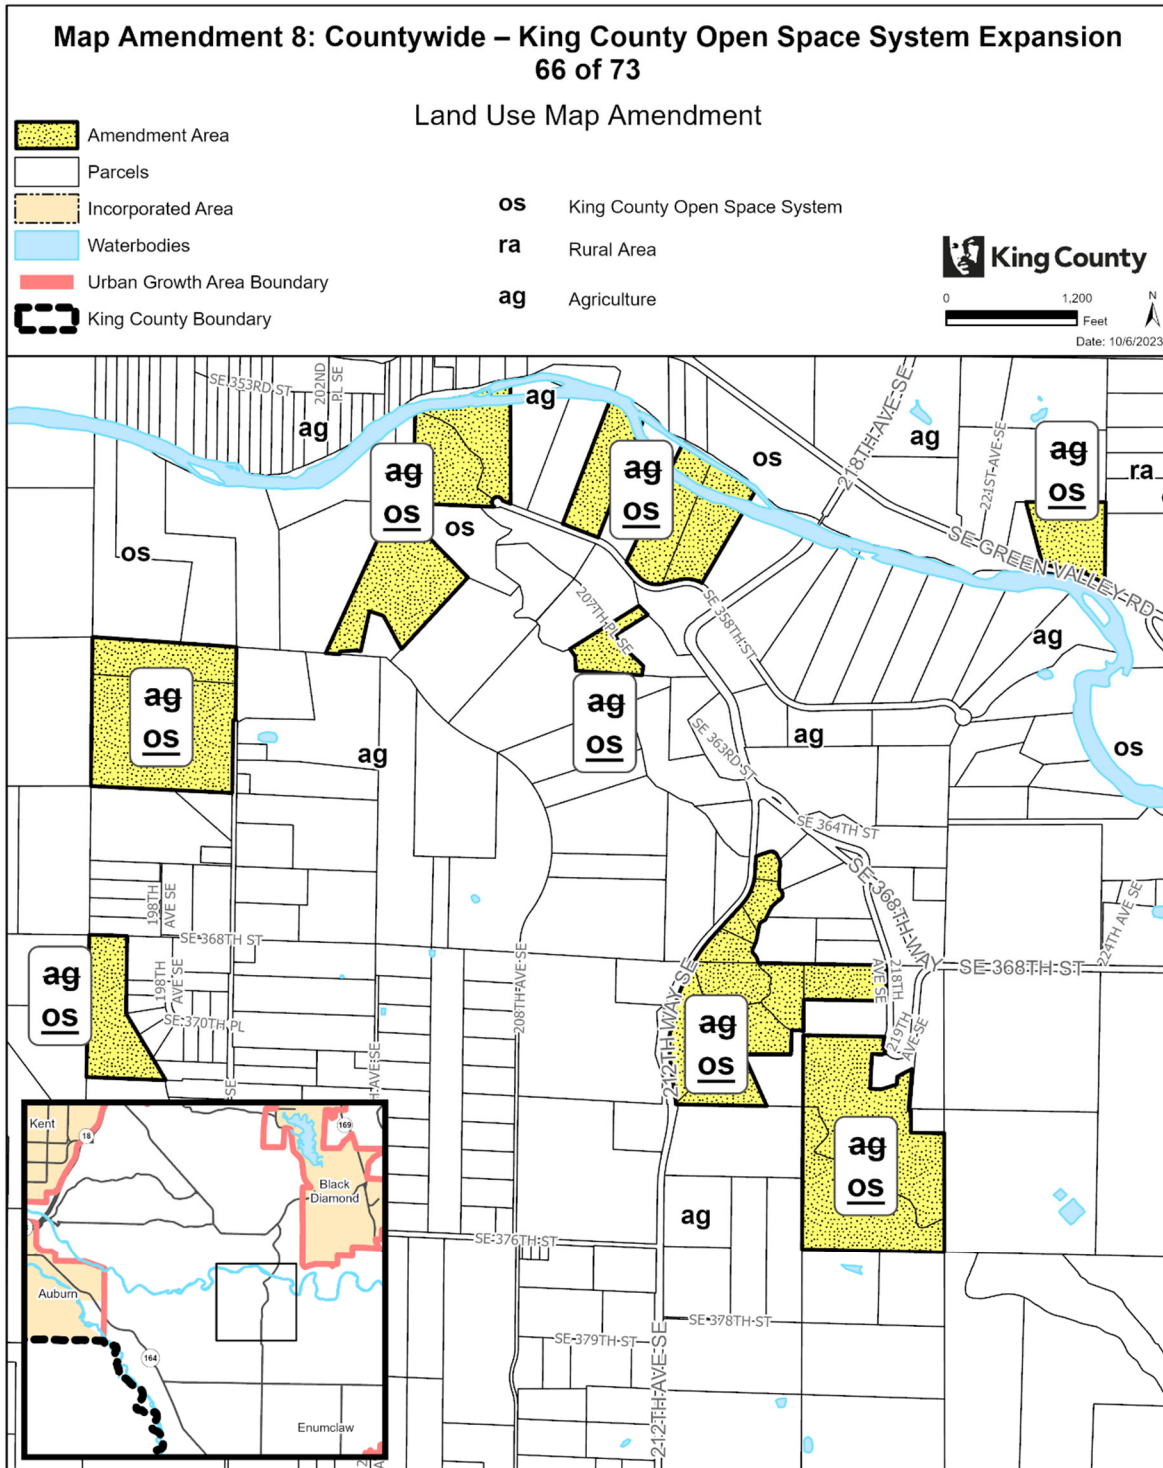 Map Amendment 8: Countywide – King County Open Space System Expansion
66 of 73
Land Use Map Amendment
Amendment Area
Parcels
Incorporated Area
Waterbodies
Urban Growth Area Boundary
King County Boundary
os King County Open Space System
ra Rural Area
ag Agriculture
King County
0 1,200
Feet
N
Date: 10/6/2023
SE 353RD ST
202ND
PL SE
ag
ag
os
218TH AVE SE
ag
221ST AVE SE
ag
os
ra
ag
os
ag
os
os
os
SE GREEN VALLEY RD
207TH PL SE
SE 358TH ST
ag
ag
os
ag
os
ag
SE 363RD ST
ag
os
SE 364TH ST
SE 368TH WAY
198TH
AVE SE
SE 368TH ST
224TH AVE SE
SE 368TH ST
ag
os
198TH
AVE SE
SE 370TH PL
208TH AVE SE
212TH WAY SE
218TH
AVE SE
219TH
AVE SE
ag
os
SE
H AVE SE
ag
os
ag
SE 376TH ST
SE 378TH ST
SE 379TH ST
212TH AVE SE
Kent
18
169
Black
Diamond
Auburn
164
Enumclaw